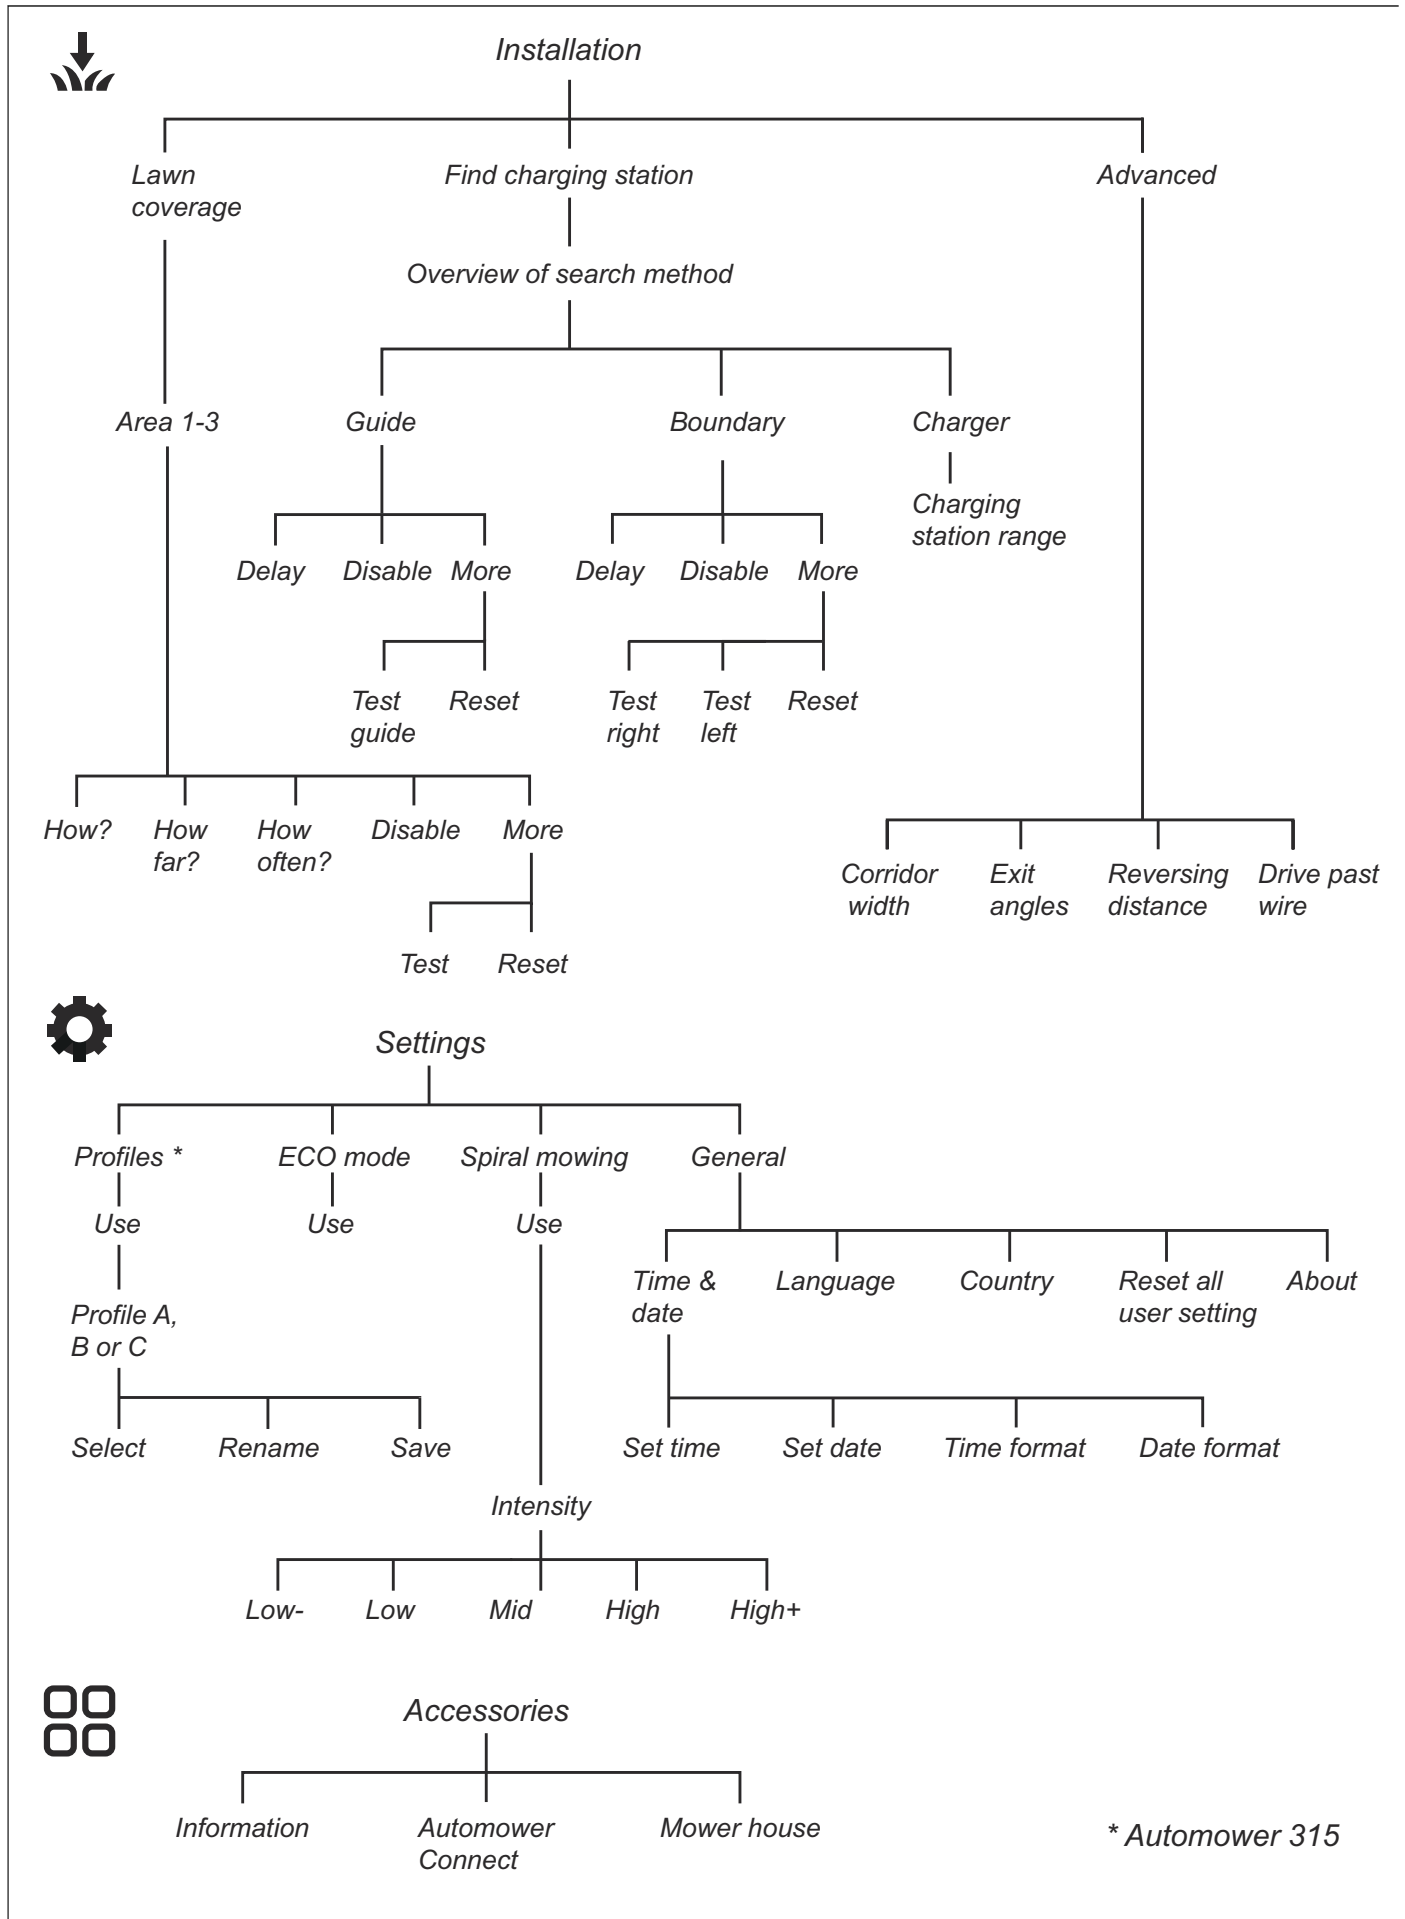 Installation
Lawn
coverage
Find charging station
Advanced
Overview of search method
Area 1-3
Guide
Boundary
Charger
Charging
station range
Delay
Disable
More
Delay
Disable
More
Test
guide
Reset
Test
right
Test
left
Reset
How?
How
far?
How
often?
Disable
More
Corridor
width
Exit
angles
Reversing
distance
Drive past
wire
Test
Reset
Settings
Profiles *
ECO mode
Spiral mowing
General
Use
Use
Use
Time &
date
Language
Country
Reset all
user setting
About
Profile A,
B or C
Select
Rename
Save
Set time
Set date
Time format
Date format
Intensity
Low-
Low
Mid
High
High+
Accessories
Information
Automower
Connect
Mower house
* Automower 315